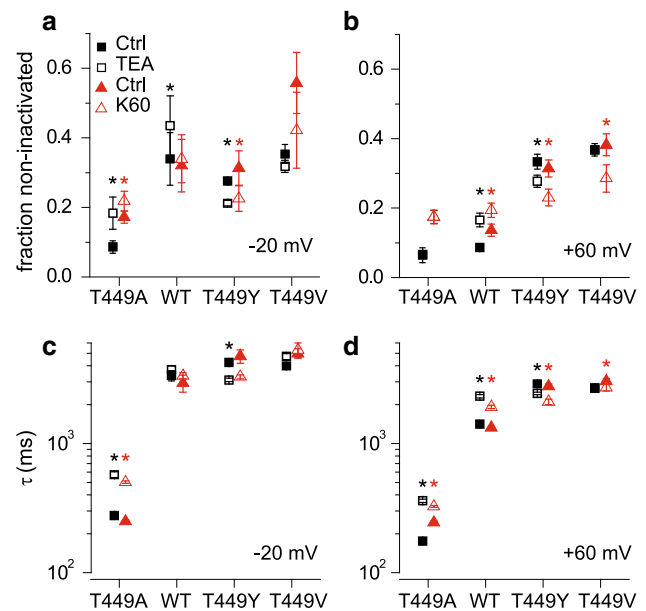 a
b
Ctrl
TEA
Ctrl
K60
fraction non-inactivated
0.6
0.4
0.2
0.0
* * * * *
-20 mV
T449A WT T449Y T449V
0.6
0.4
0.2
0.0
* * * * *
+60 mV
T449A WT T449Y T449V
c
d
τ (ms)
10³
10²
* * *
-20 mV
T449A WT T449Y T449V
10³
10²
* * * * * * *
+60 mV
T449A WT T449Y T449V